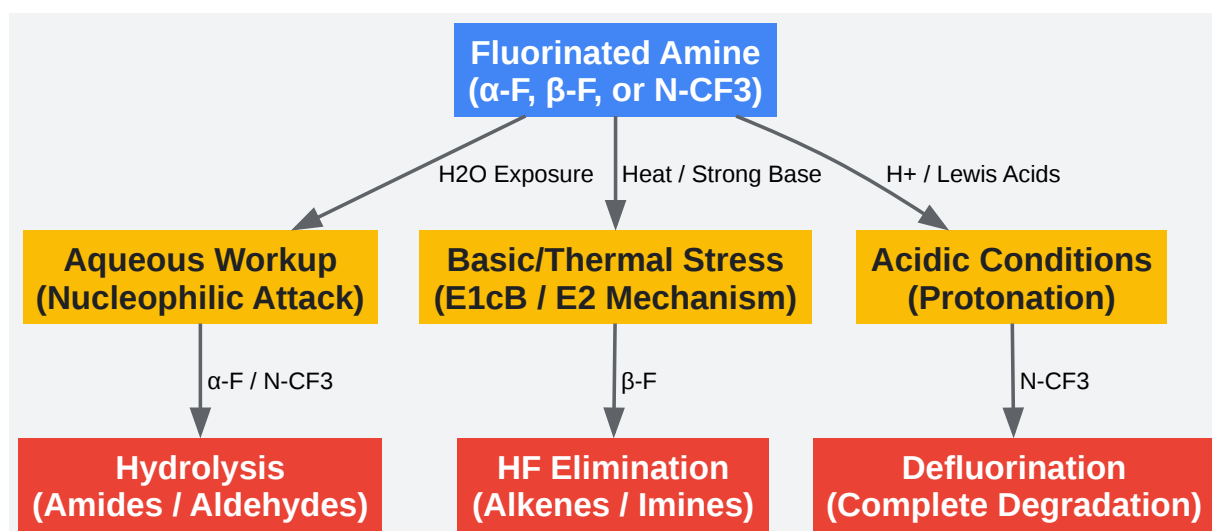 Fluorinated Amine
(α-F, β-F, or N-CF3)
H2O Exposure
Heat / Strong Base
H+ / Lewis Acids
Aqueous Workup
(Nucleophilic Attack)
Basic/Thermal Stress
(E1cB / E2 Mechanism)
Acidic Conditions
(Protonation)
α-F / N-CF3
β-F
N-CF3
Hydrolysis
(Amides / Aldehydes)
HF Elimination
(Alkenes / Imines)
Defluorination
(Complete Degradation)